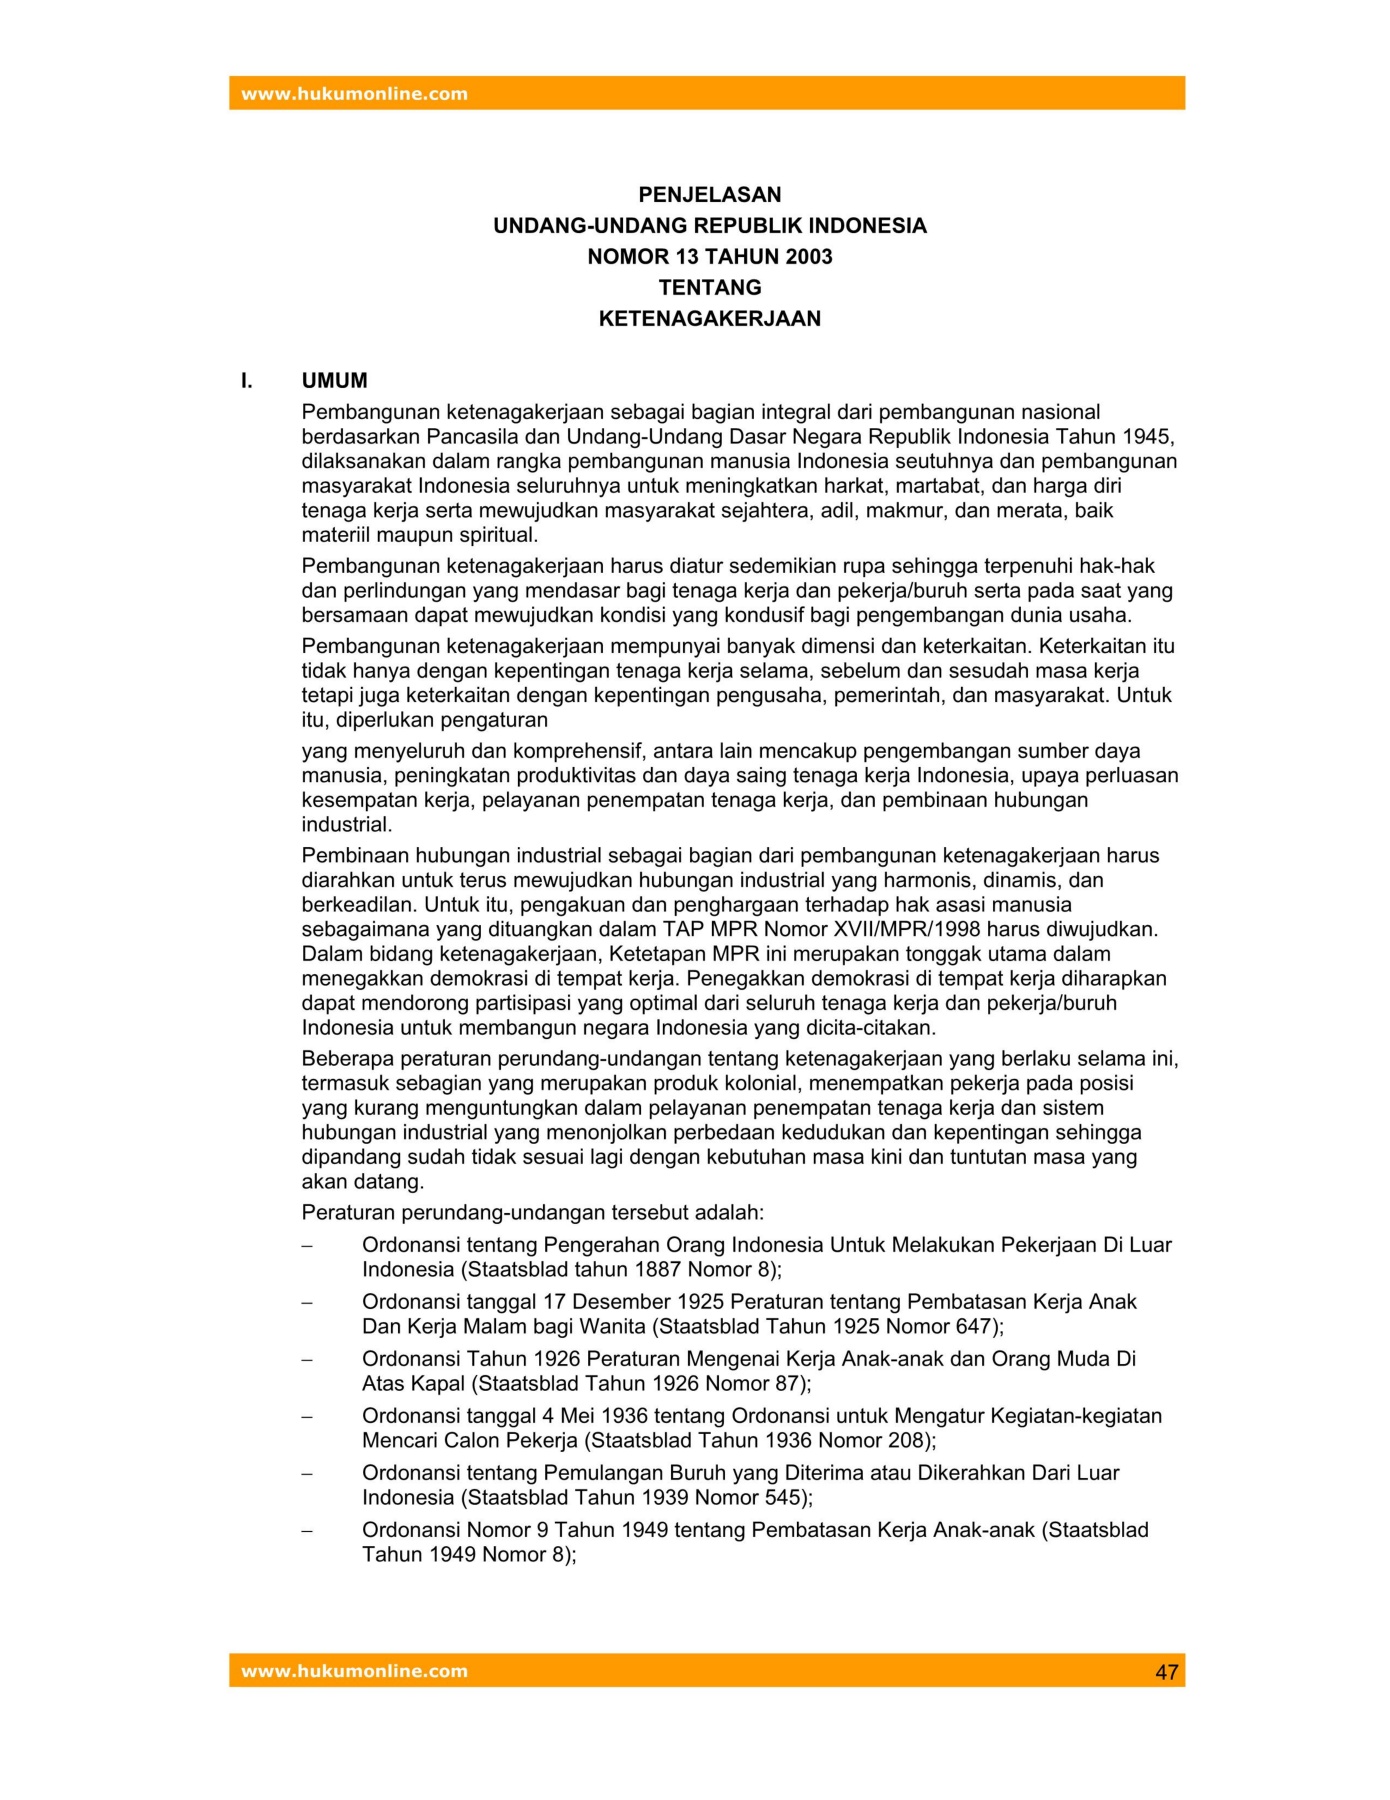 www.hukumonline.com
PENJELASAN
UNDANG-UNDANG REPUBLIK INDONESIA
NOMOR 13 TAHUN 2003
TENTANG
KETENAGAKERJAAN
I. UMUM
Pembangunan ketenagakerjaan sebagai bagian integral dari pembangunan nasional
berdasarkan Pancasila dan Undang-Undang Dasar Negara Republik Indonesia Tahun 1945,
dilaksanakan dalam rangka pembangunan manusia Indonesia seutuhnya dan pembangunan
masyarakat Indonesia seluruhnya untuk meningkatkan harkat, martabat, dan harga diri
tenaga kerja serta mewujudkan masyarakat sejahtera, adil, makmur, dan merata, baik
materiil maupun spiritual.
Pembangunan ketenagakerjaan harus diatur sedemikian rupa sehingga terpenuhi hak-hak
dan perlindungan yang mendasar bagi tenaga kerja dan pekerja/buruh serta pada saat yang
bersamaan dapat mewujudkan kondisi yang kondusif bagi pengembangan dunia usaha.
Pembangunan ketenagakerjaan mempunyai banyak dimensi dan keterkaitan. Keterkaitan itu
tidak hanya dengan kepentingan tenaga kerja selama, sebelum dan sesudah masa kerja
tetapi juga keterkaitan dengan kepentingan pengusaha, pemerintah, dan masyarakat. Untuk
itu, diperlukan pengaturan
yang menyeluruh dan komprehensif, antara lain mencakup pengembangan sumber daya
manusia, peningkatan produktivitas dan daya saing tenaga kerja Indonesia, upaya perluasan
kesempatan kerja, pelayanan penempatan tenaga kerja, dan pembinaan hubungan
industrial.
Pembinaan hubungan industrial sebagai bagian dari pembangunan ketenagakerjaan harus
diarahkan untuk terus mewujudkan hubungan industrial yang harmonis, dinamis, dan
berkeadilan. Untuk itu, pengakuan dan penghargaan terhadap hak asasi manusia
sebagaimana yang dituangkan dalam TAP MPR Nomor XVII/MPR/1998 harus diwujudkan.
Dalam bidang ketenagakerjaan, Ketetapan MPR ini merupakan tonggak utama dalam
menegakkan demokrasi di tempat kerja. Penegakkan demokrasi di tempat kerja diharapkan
dapat mendorong partisipasi yang optimal dari seluruh tenaga kerja dan pekerja/buruh
Indonesia untuk membangun negara Indonesia yang dicita-citakan.
Beberapa peraturan perundang-undangan tentang ketenagakerjaan yang berlaku selama ini,
termasuk sebagian yang merupakan produk kolonial, menempatkan pekerja pada posisi
yang kurang menguntungkan dalam pelayanan penempatan tenaga kerja dan sistem
hubungan industrial yang menonjolkan perbedaan kedudukan dan kepentingan sehingga
dipandang sudah tidak sesuai lagi dengan kebutuhan masa kini dan tuntutan masa yang
akan datang.
Peraturan perundang-undangan tersebut adalah:
– Ordonansi tentang Pengerahan Orang Indonesia Untuk Melakukan Pekerjaan Di Luar
Indonesia (Staatsblad tahun 1887 Nomor 8);
– Ordonansi tanggal 17 Desember 1925 Peraturan tentang Pembatasan Kerja Anak
Dan Kerja Malam bagi Wanita (Staatsblad Tahun 1925 Nomor 647);
– Ordonansi Tahun 1926 Peraturan Mengenai Kerja Anak-anak dan Orang Muda Di
Atas Kapal (Staatsblad Tahun 1926 Nomor 87);
– Ordonansi tanggal 4 Mei 1936 tentang Ordonansi untuk Mengatur Kegiatan-kegiatan
Mencari Calon Pekerja (Staatsblad Tahun 1936 Nomor 208);
– Ordonansi tentang Pemulangan Buruh yang Diterima atau Dikerahkan Dari Luar
Indonesia (Staatsblad Tahun 1939 Nomor 545);
– Ordonansi Nomor 9 Tahun 1949 tentang Pembatasan Kerja Anak-anak (Staatsblad
Tahun 1949 Nomor 8);
www.hukumonline.com 47